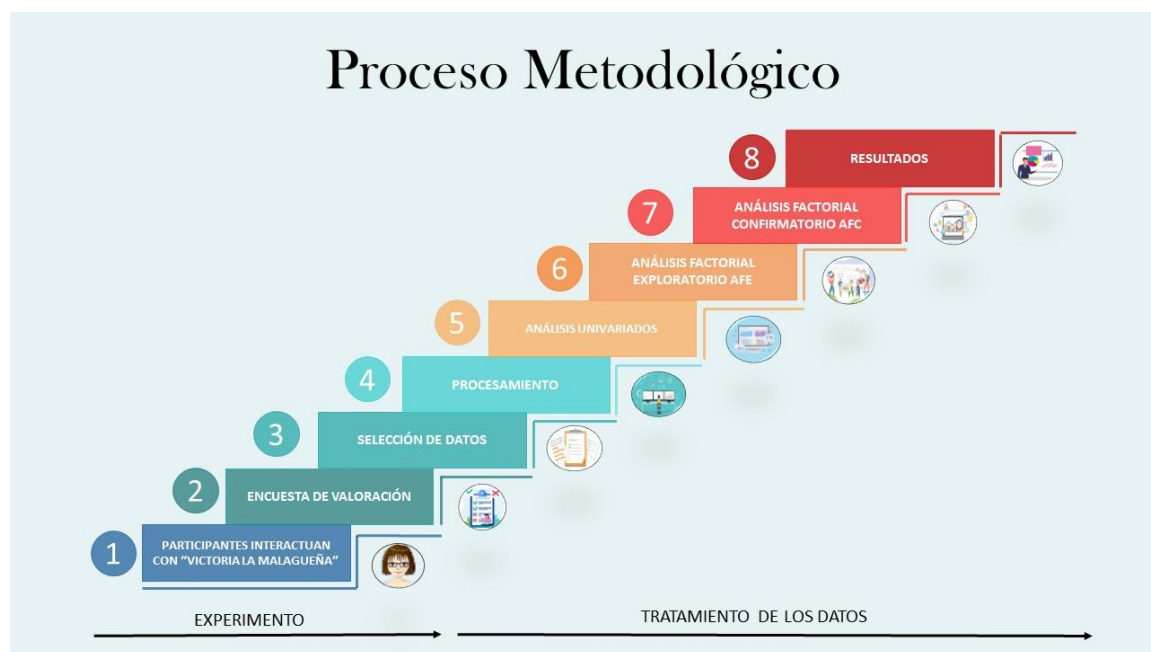 Proceso Metodológico
8
RESULTADOS
7
ANÁLISIS FACTORIAL
CONFIRMATORIO AFC
6
ANÁLISIS FACTORIAL
EXPLORATORIO AFE
5
ANÁLISIS UNIVARIADOS
4
PROCESAMIENTO
3
SELECCIÓN DE DATOS
2
ENCUESTA DE VALORACIÓN
1
PARTICIPANTES INTERACTUAN
CON “VICTORIA LA MALAGUEÑA”
EXPERIMENTO
TRATAMIENTO DE LOS DATOS